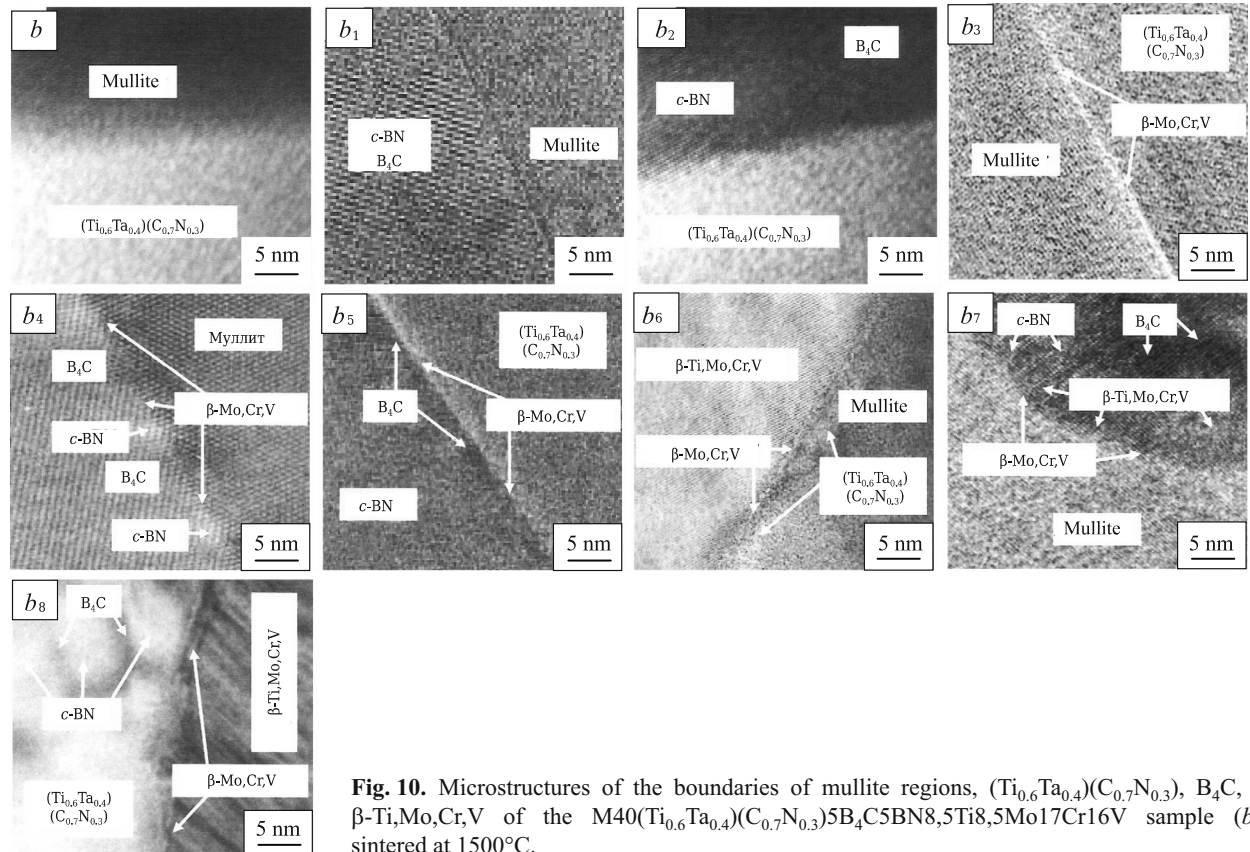 b
Mullite
(Ti₀.₆Ta₀.₄)(C₀.₇N₀.₃)
5 nm
b₁
c-BN
B₄C
Mullite
5 nm
b₂
B₄C
c-BN
(Ti₀.₆Ta₀.₄)(C₀.₇N₀.₃)
5 nm
b₃
(Ti₀,₆Ta₀.₄)
(C₀,₇N₀,₃)
β-Mo,Cr,V
Mullite
5 nm
b₄
Муллит
B₄C
β-Mo,Cr,V
c-BN
B₄C
c-BN
5 nm
b₅
(Ti₀.₆Ta₀.₄)
(C₀.₇N₀.₃)
B₄C
β-Mo,Cr,V
c-BN
5 nm
b₆
β-Ti,Mo,Cr,V
Mullite
β-Mo,Cr,V
(Ti₀.₆Ta₀.₄)
(C₀.₇N₀.₃)
5 nm
b₇
c-BN
B₄C
β-Ti,Mo,Cr,V
β-Mo,Cr,V
Mullite
5 nm
b₈
B₄C
β-Ti,Mo,Cr,V
c-BN
β-Mo,Cr,V
(Ti₀.₆Ta₀.₄)
(C₀.₇N₀.₃)
5 nm
Fig. 10. Microstructures of the boundaries of mullite regions, (Ti₀.₆Ta₀.₄)(C₀.₇N₀.₃), B₄C,
β-Ti,Mo,Cr,V of the M40(Ti₀.₆Ta₀.₄)(C₀.₇N₀.₃)5B₄C5BN8,5Ti8,5Mo17Cr16V sample (b
sintered at 1500°C.